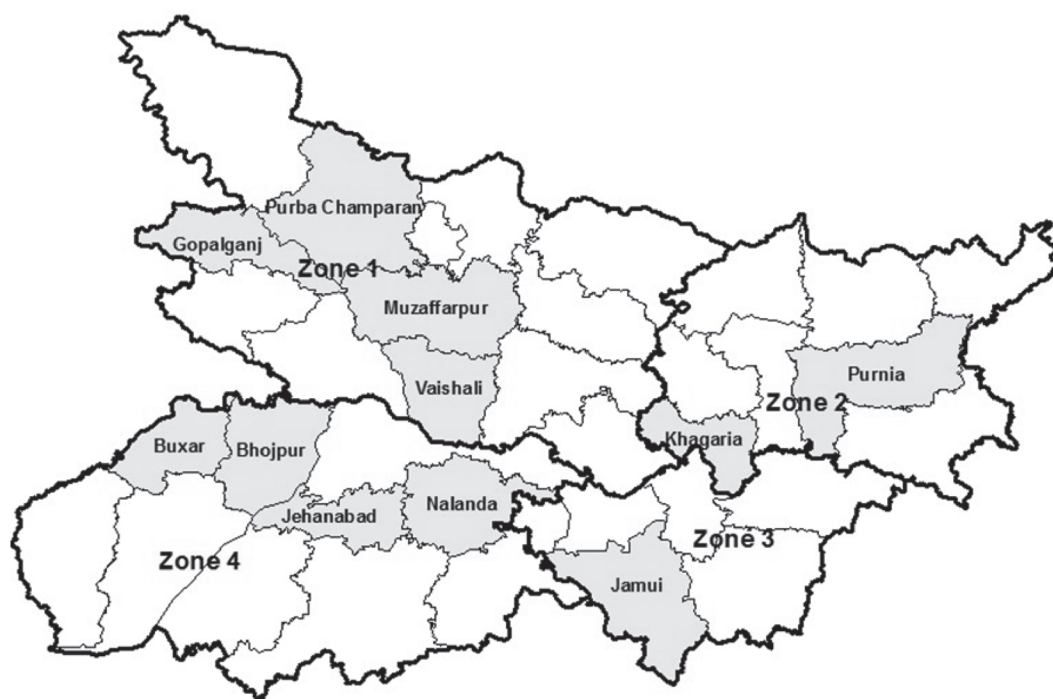 Purba Champaran
Gopalganj
Zone 1
Muzaffarpur
Vaishali
Purnia
Zone 2
Khagaria
Buxar
Bhojpur
Nalanda
Jehanabad
Zone 3
Zone 4
Jamui